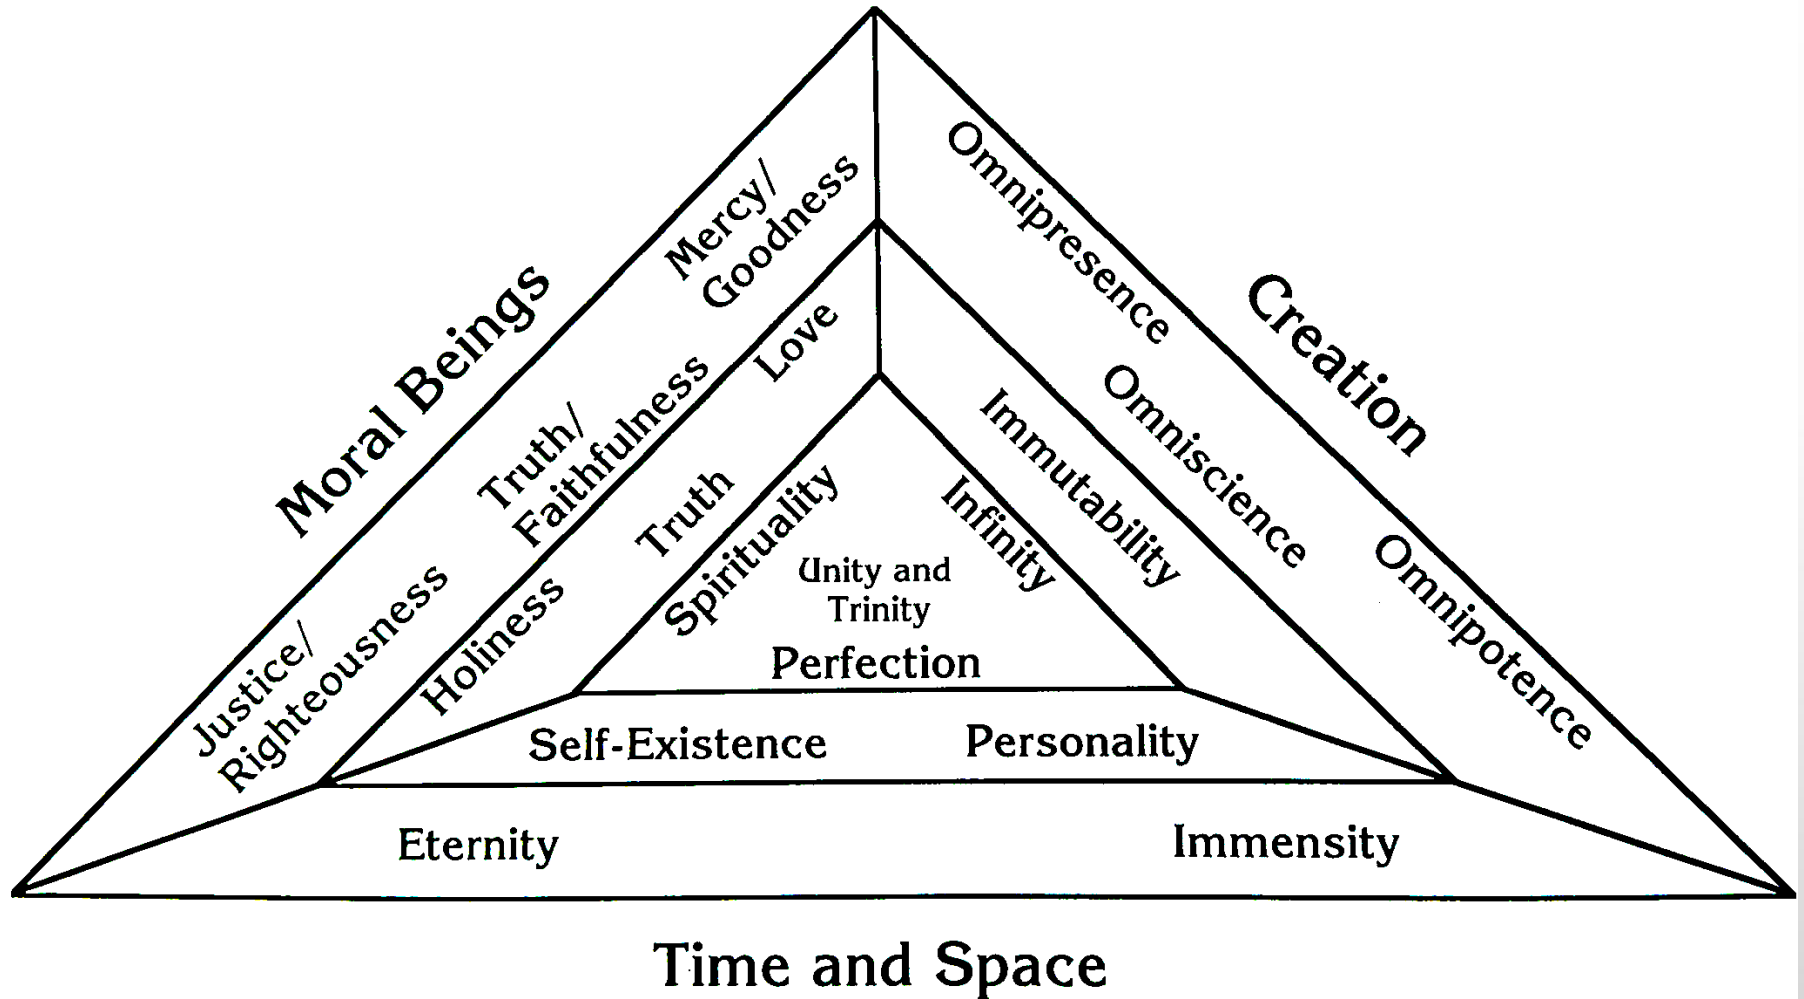 Moral Beings
Mercy/
Goodness
Truth/
Faithfulness
Justice/
Righteousness
Love
Truth
Holiness
Spirituality
Unity and
Trinity
Perfection
Infinity
Immutability
Omnipresence
Omniscience
Omnipotence
Creation
Self-Existence
Personality
Eternity
Immensity
Time and Space